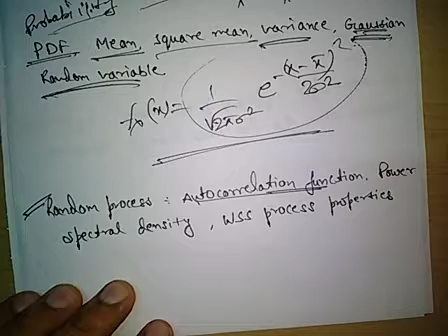 Probability
PDF, Mean, square mean, variance, Gaussian
Random variable
fx(x) = 1/√2πσ² e^-(x - x̄)²/2σ²
Random process : Autocorrelation function, Power
spectral density, WSS process properties